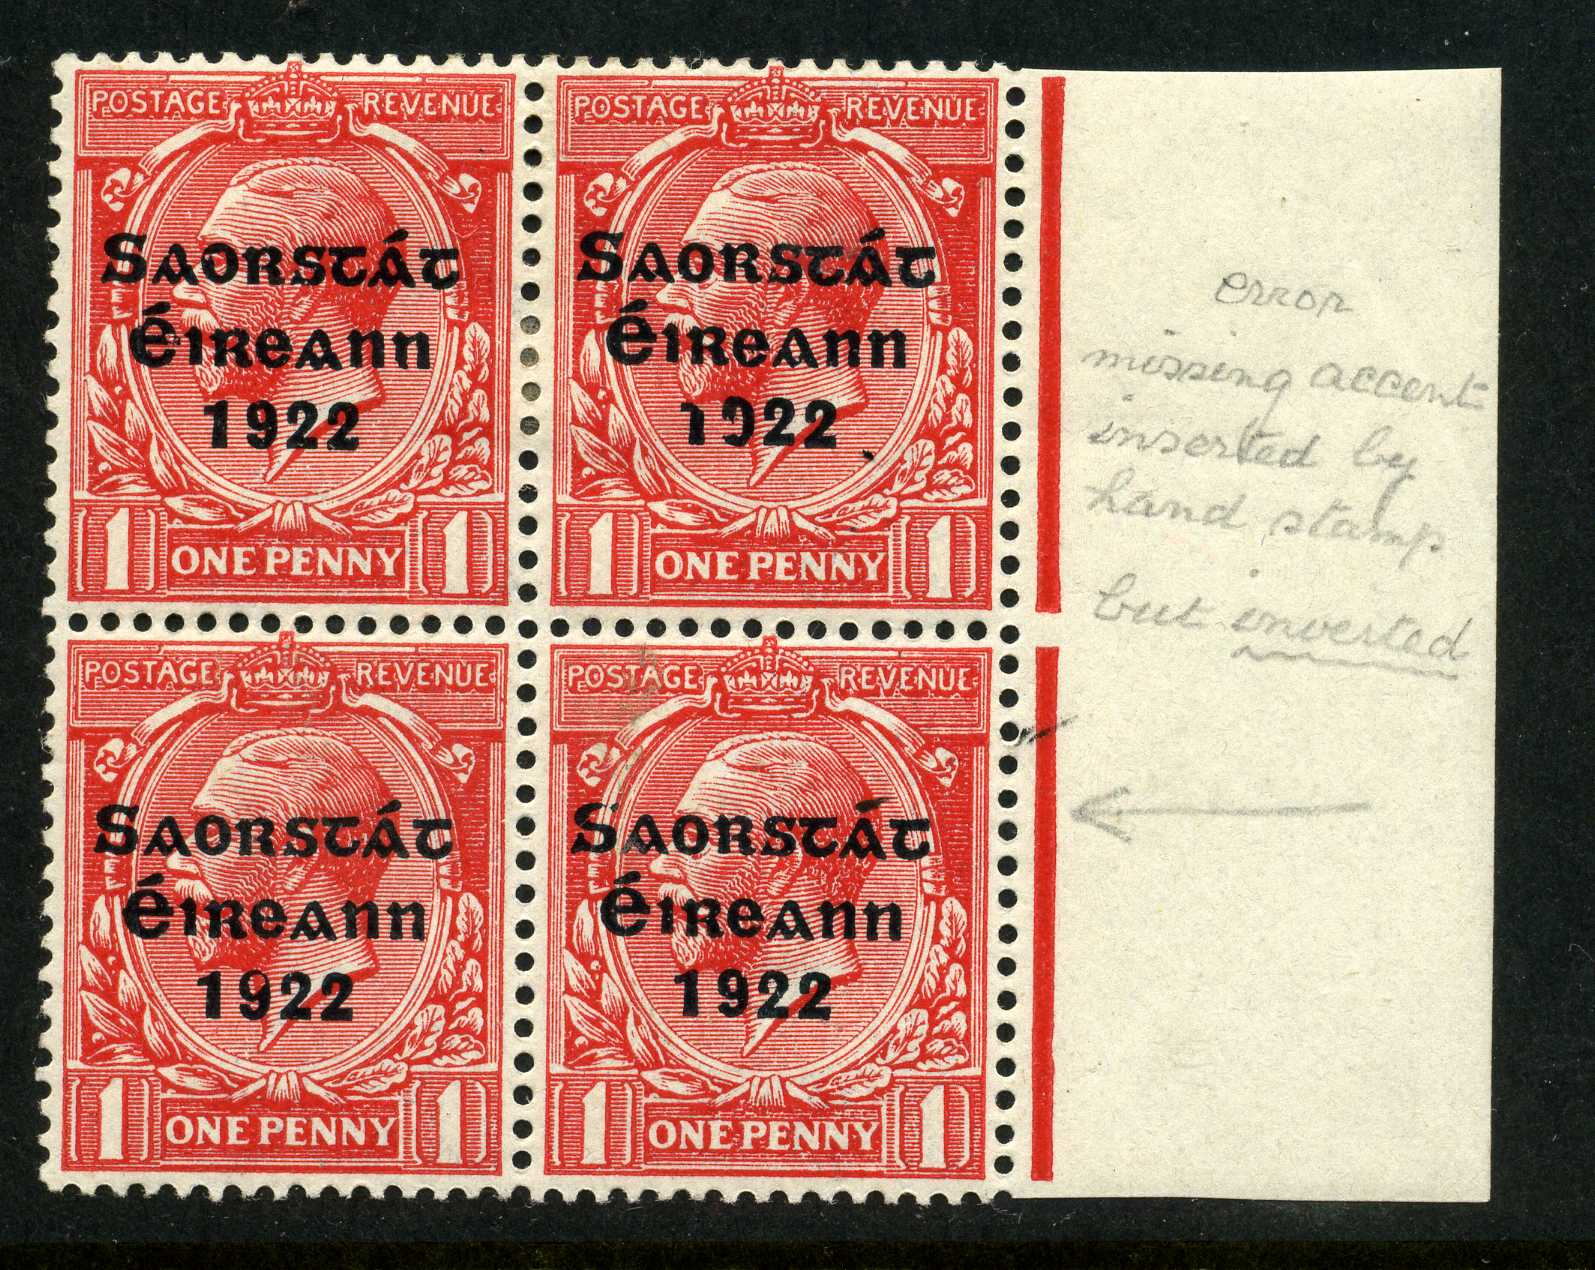 POSTAGE REVENUE
Saorstát
Éireann
1922
1 ONE PENNY 1
POSTAGE REVENUE
Saorstát
Éireann
1922
1 ONE PENNY 1
POSTAGE REVENUE
Saorstát
Éireann
1922
1 ONE PENNY 1
POSTAGE REVENUE
Saorstát
Éireann
1922
1 ONE PENNY 1
error
missing accent
inserted by
hand stamp
but inverted